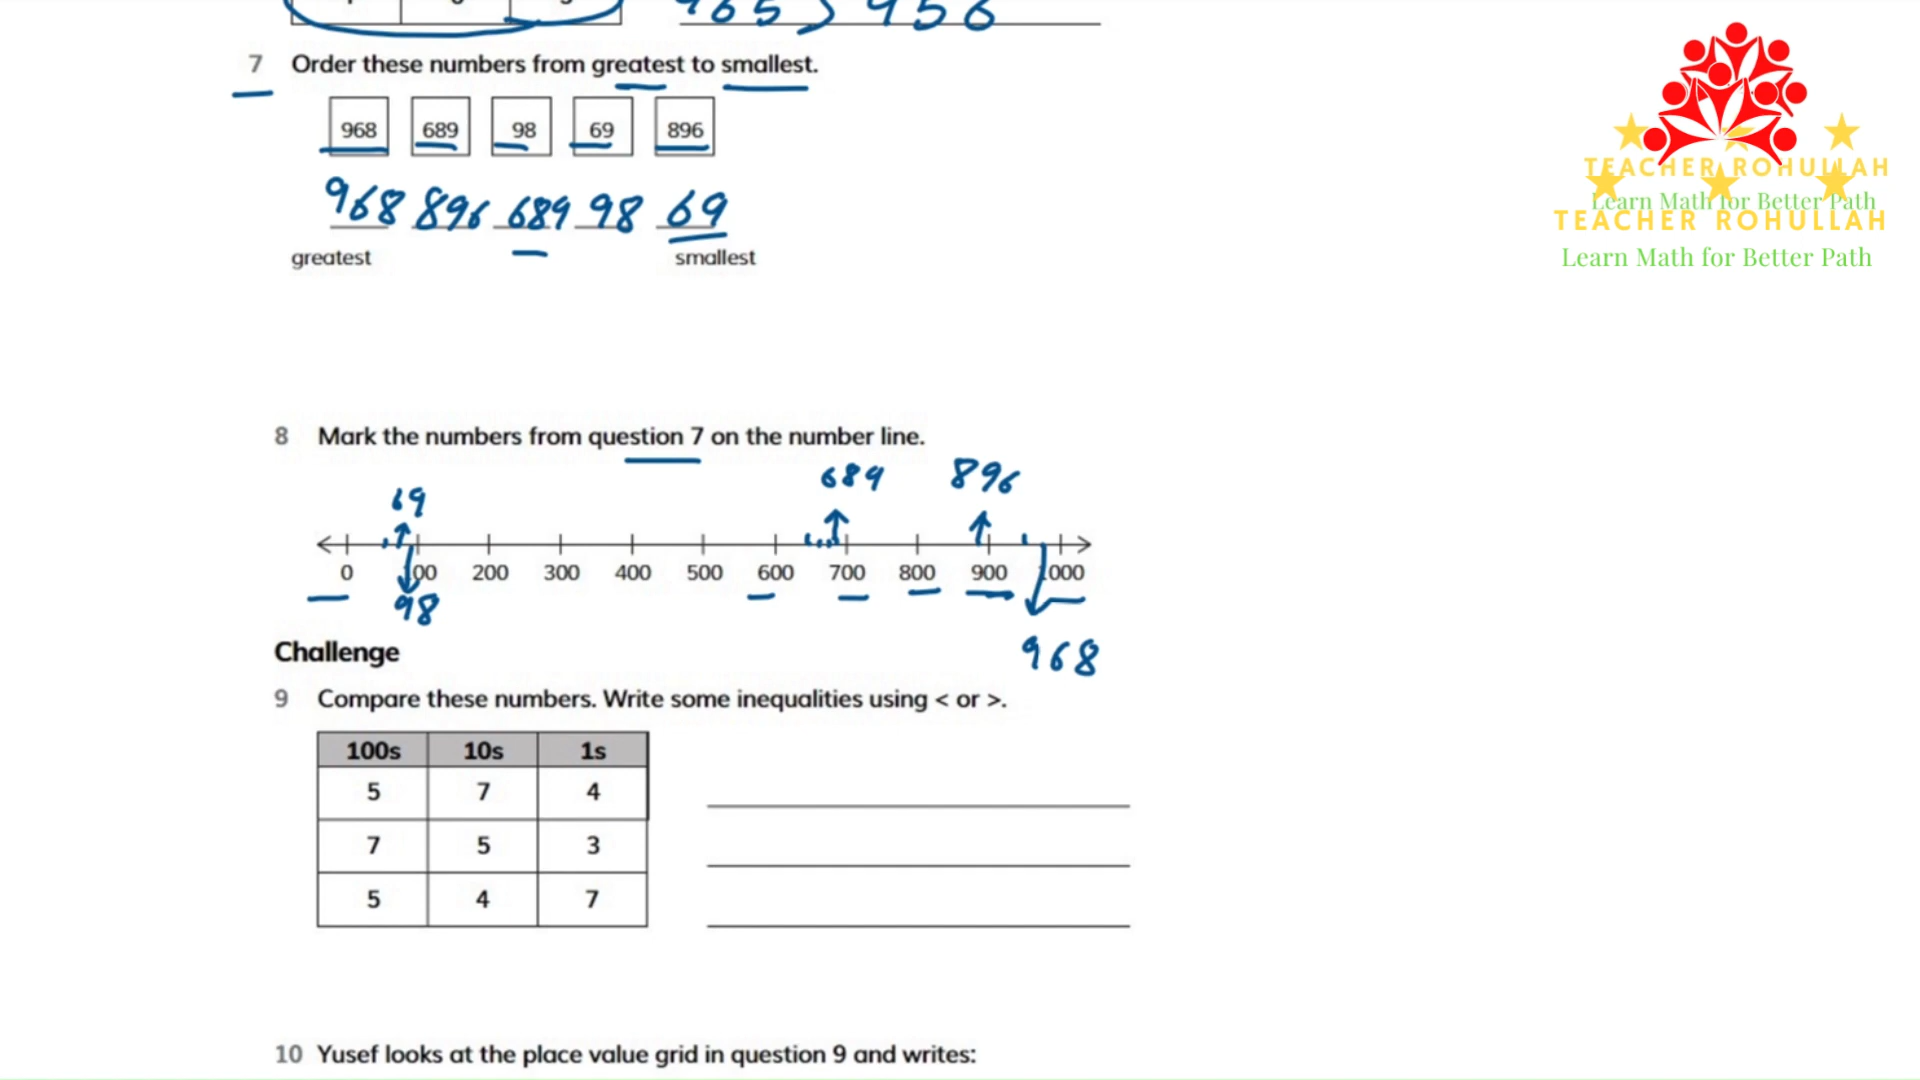 965 > 956
7 Order these numbers from greatest to smallest.
968 689 98 69 896
968 896 689 98 69
greatest smallest
8 Mark the numbers from question 7 on the number line.
689 896
69
0 100 200 300 400 500 600 700 800 900 1000
98
968
Challenge
9 Compare these numbers. Write some inequalities using < or >.
100s 10s 1s
5 7 4
7 5 3
5 4 7
10 Yusef looks at the place value grid in question 9 and writes:
TEACHER ROHULLAH
Learn Math for Better Path
TEACHER ROHULLAH
Learn Math for Better Path